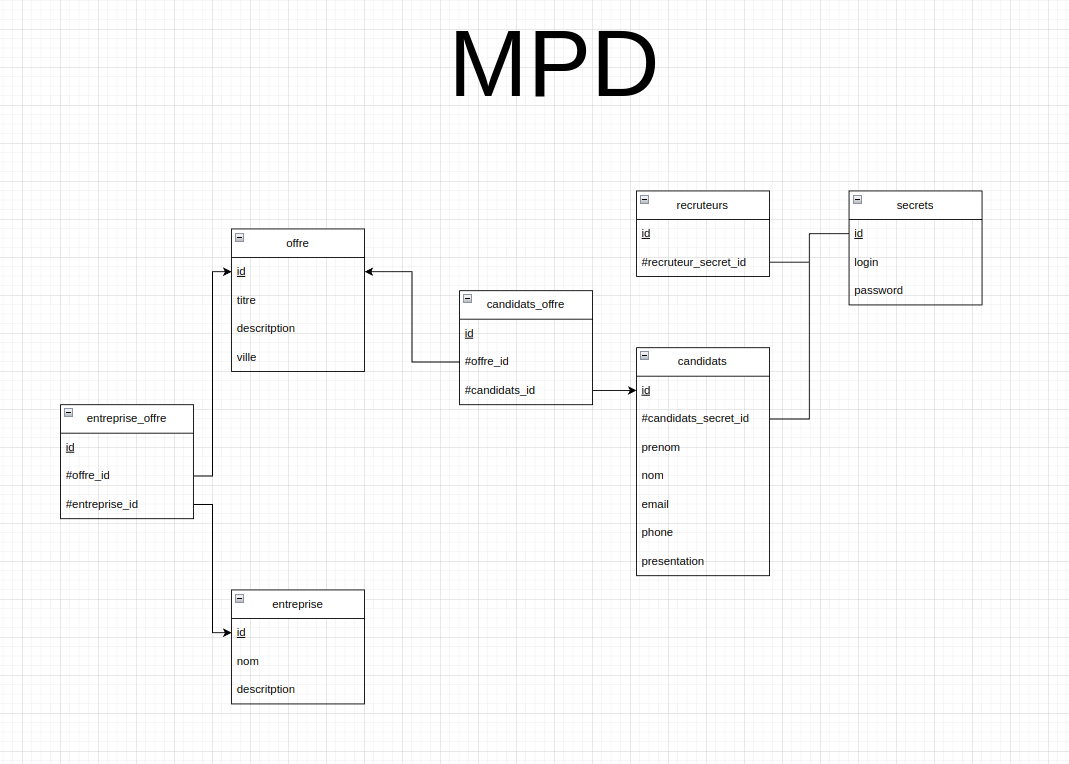 MPD
recruteurs
id
#recruteur_secret_id
secrets
id
login
password
offre
id
titre
descritption
ville
candidats_offre
id
#offre_id
#candidats_id
candidats
id
#candidats_secret_id
prenom
nom
email
phone
presentation
entreprise_offre
id
#offre_id
#entreprise_id
entreprise
id
nom
descritption